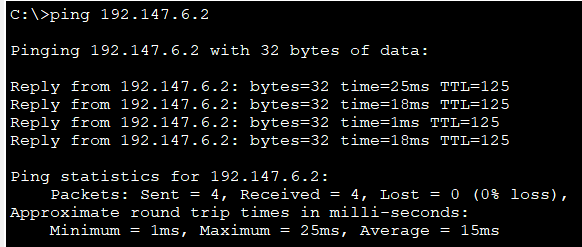 C:\>ping 192.147.6.2
Pinging 192.147.6.2 with 32 bytes of data:
Reply from 192.147.6.2: bytes=32 time=25ms TTL=125
Reply from 192.147.6.2: bytes=32 time=18ms TTL=125
Reply from 192.147.6.2: bytes=32 time=1ms TTL=125
Reply from 192.147.6.2: bytes=32 time=18ms TTL=125
Ping statistics for 192.147.6.2:
    Packets: Sent = 4, Received = 4, Lost = 0 (0% loss),
Approximate round trip times in milli-seconds:
    Minimum = 1ms, Maximum = 25ms, Average = 15ms